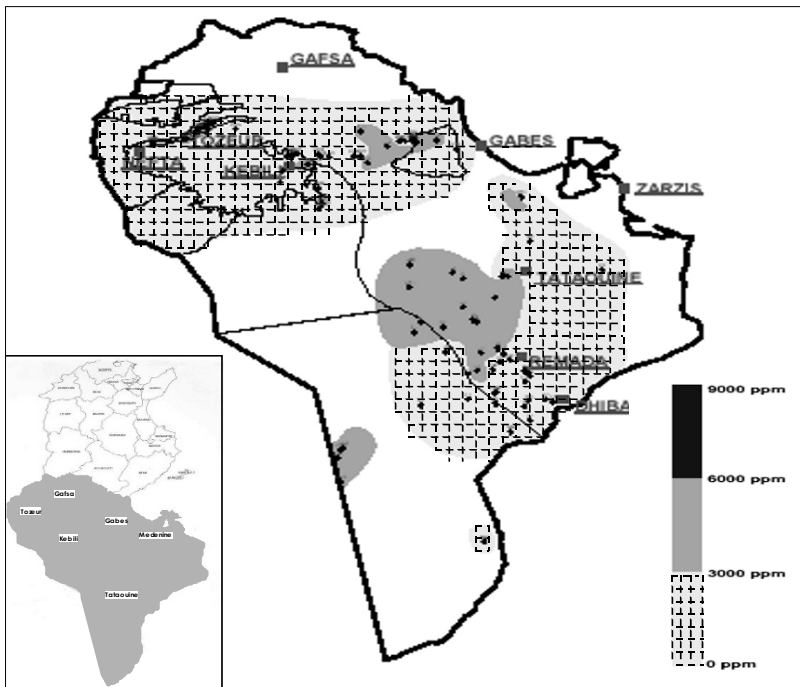 GAFSA
GABES
TOZEUR
NEFTA
KEBILI
ZARZIS
TATAOUINE
REMADA
DHIBA
9000 ppm
6000 ppm
3000 ppm
0 ppm
Gafsa
Tozeur
Gabes
Medenine
Kebili
Tataouine